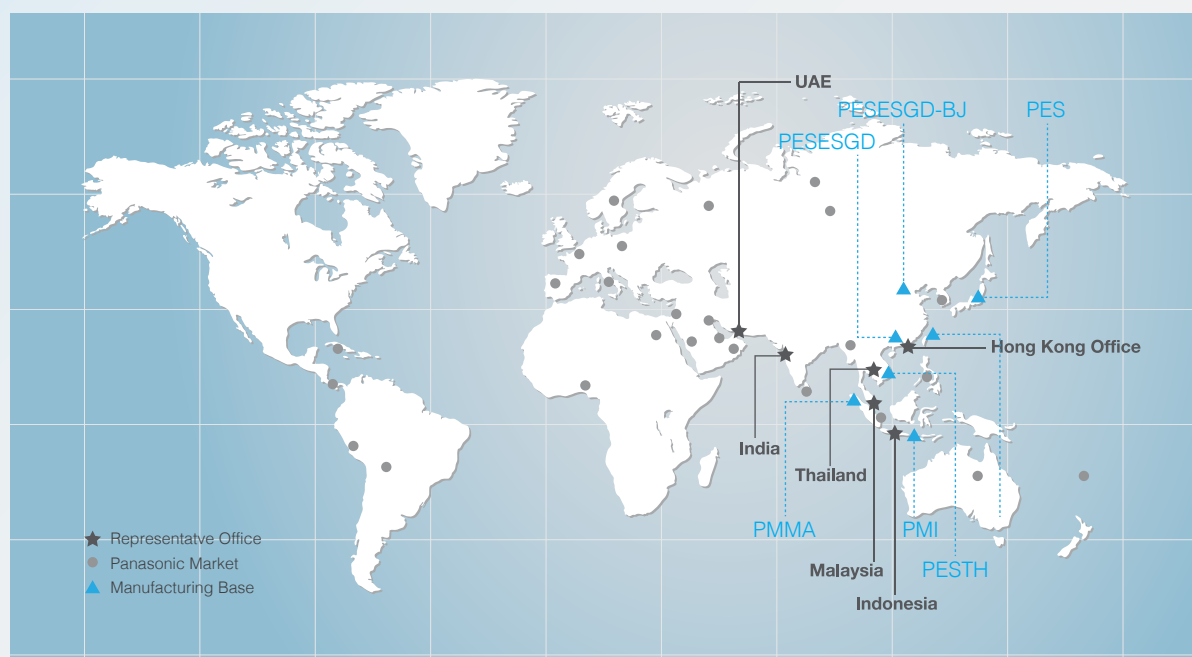 UAE
PESESGD-BJ
PES
PESESGD
Hong Kong Office
India
Thailand
PMMA
PMI
Malaysia
PESTH
Indonesia
Representatve Office
Panasonic Market
Manufacturing Base